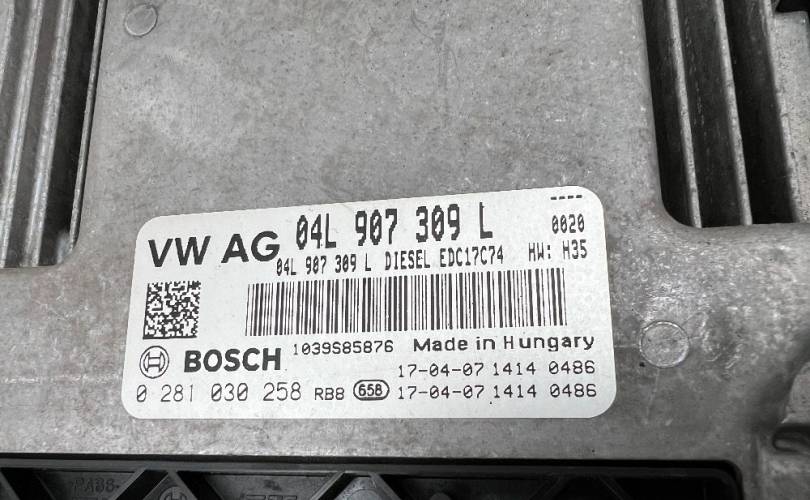 ----
VW AG 04L 907 309 L 0020
04L 907 309 L DIESEL EDC17C74 HW: H35
BOSCH 1039S85876 Made in Hungary
17-04-07 1414 0486
0 281 030 258 RB8 658 17-04-07 1414 0486